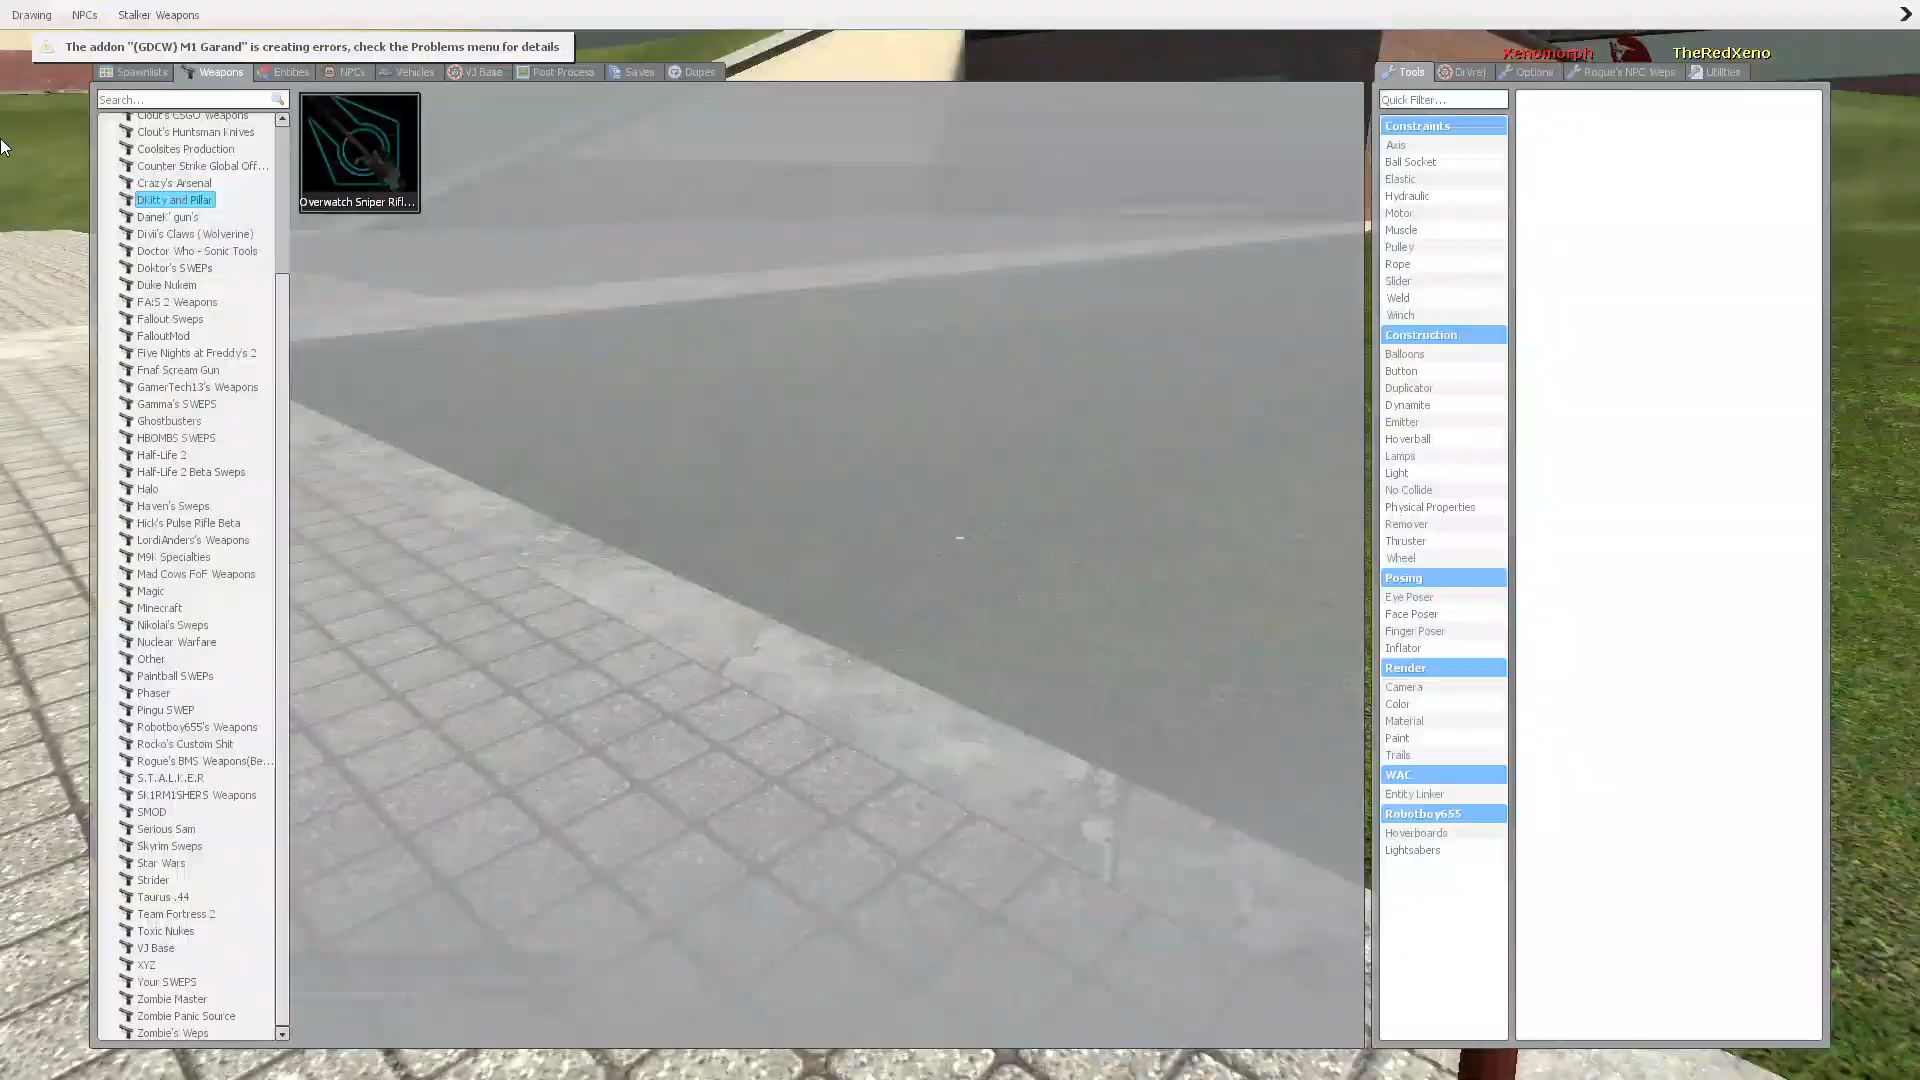 Drawing NPCs Stalker Weapons
The addon "(GDCW) M1 Garand" is creating errors, check the Problems menu for details
Xenomorph TheRedXeno
Spawnlists Weapons Entities NPCs Vehicles VJ Base Post Process Saves Dupes
Tools DrVrej Options Rogue's NPC Weps Utilities
Search...
Clout's CSGO Weapons
Clout's Huntsman Knives
Coolsites Production
Counter Strike Global Off...
Crazy's Arsenal
DKitty and Pillar
DaneK' gun's
Divii's Claws (Wolverine)
Doctor Who - Sonic Tools
Doktor's SWEPs
Duke Nukem
F.A:S 2 Weapons
Fallout Sweps
FalloutMod
Five Nights at Freddy's 2
Fnaf Scream Gun
GamerTech13's Weapons
Gamma's SWEPS
Ghostbusters
HBOMBS SWEPS
Half-Life 2
Half-Life 2 Beta Sweps
Halo
Haven's Sweps
Hick's Pulse Rifle Beta
LordiAnders's Weapons
M9K Specialties
Mad Cows FoF Weapons
Magic
Minecraft
Nikolai's Sweps
Nuclear Warfare
Other
Paintball SWEPs
Phaser
Pingu SWEP
Robotboy655's Weapons
Rocko's Custom Shit
Rogue's BMS Weapons(Be...
S.T.A.L.K.E.R
SK1RM1SHERS Weapons
SMOD
Serious Sam
Skyrim Sweps
Star Wars
Strider
Taurus .44
Team Fortress 2
Toxic Nukes
VJ Base
XYZ
Your SWEPS
Zombie Master
Zombie Panic Source
Zombie's Weps
Overwatch Sniper Rifl...
Quick Filter...
Constraints
Axis
Ball Socket
Elastic
Hydraulic
Motor
Muscle
Pulley
Rope
Slider
Weld
Winch
Construction
Balloons
Button
Duplicator
Dynamite
Emitter
Hoverball
Lamps
Light
No Collide
Physical Properties
Remover
Thruster
Wheel
Posing
Eye Poser
Face Poser
Finger Poser
Inflator
Render
Camera
Color
Material
Paint
Trails
WAC
Entity Linker
Robotboy655
Hoverboards
Lightsabers